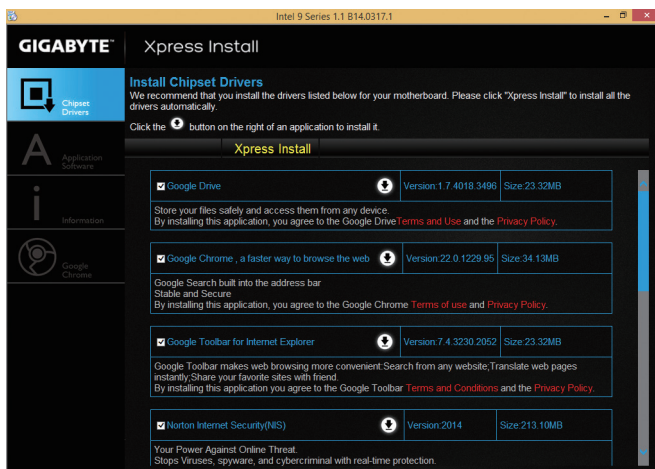 Intel 9 Series 1.1 B14.0317.1
GIGABYTE™
Xpress Install
Chipset
Drivers
Application
Software
Information
Google
Chrome
Install Chipset Drivers
We recommend that you install the drivers listed below for your motherboard. Please click "Xpress Install" to install all the
drivers automatically.
Click the button on the right of an application to install it.
Xpress Install
Google Drive Version:1.7.4018.3496 Size:23.32MB
Store your files safely and access them from any device.
By installing this application, you agree to the Google DriveTerms and Use and the Privacy Policy.
Google Chrome , a faster way to browse the web Version:22.0.1229.95 Size:34.13MB
Google Search built into the address bar
Stable and Secure
By installing this application, you agree to the Google Chrome Terms of use and Privacy Policy.
Google Toolbar for Internet Explorer Version:7.4.3230.2052 Size:23.32MB
Google Toolbar makes web browsing more convenient:Search from any website;Translate web pages
instantly;Share your favorite sites with friend.
By installing this application you agree to the Google Toolbar Terms and Conditions and the Privacy Policy.
Norton Internet Security(NIS) Version:2014 Size:213.10MB
Your Power Against Online Threat.
Stops Viruses, spyware, and cybercriminal with real-time protection.